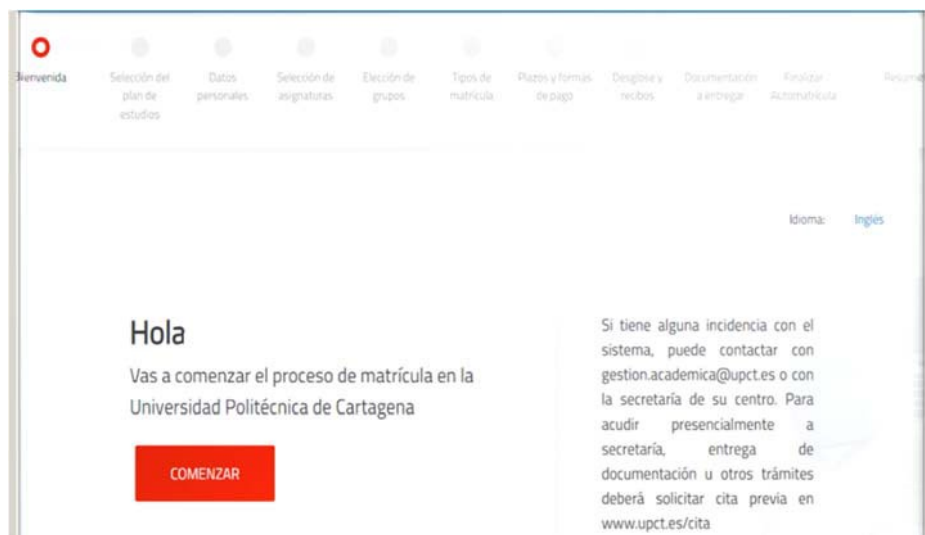 Bienvenida
Selección del plan de estudios
Datos personales
Selección de asignaturas
Elección de grupos
Tipos de matrícula
Plazos y formas de pago
Desglose y recibos
Documentación a entregar
Finalizar Automatrícula
Resumen
Idioma: Inglés
Hola
Vas a comenzar el proceso de matrícula en la
Universidad Politécnica de Cartagena
COMENZAR
Si tiene alguna incidencia con el
sistema, puede contactar con
gestion.academica@upct.es o con
la secretaría de su centro. Para
acudir presencialmente a
secretaría, entrega de
documentación u otros trámites
deberá solicitar cita previa en
www.upct.es/cita